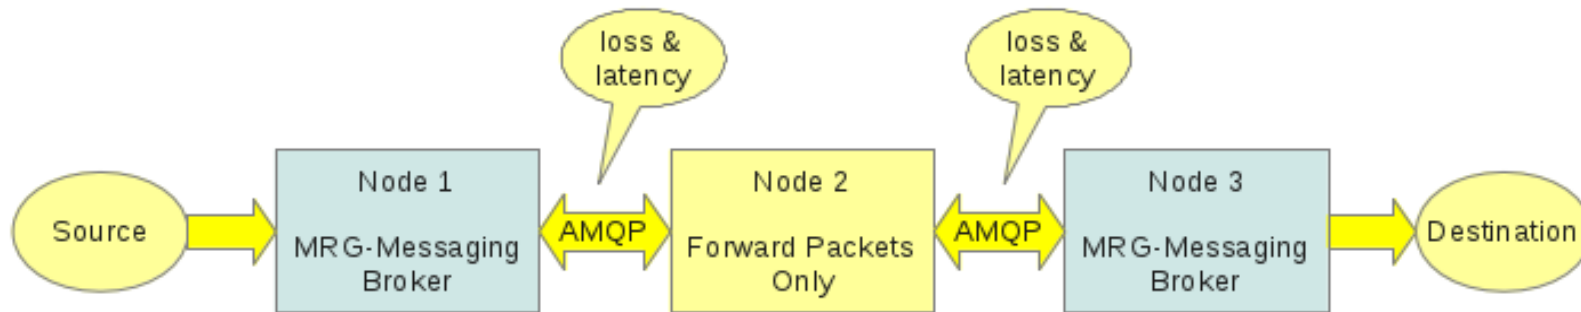 loss &
latency
loss &
latency
Source
Node 1
MRG-Messaging
Broker
AMQP
Node 2
Forward Packets
Only
AMQP
Node 3
MRG-Messaging
Broker
Destination